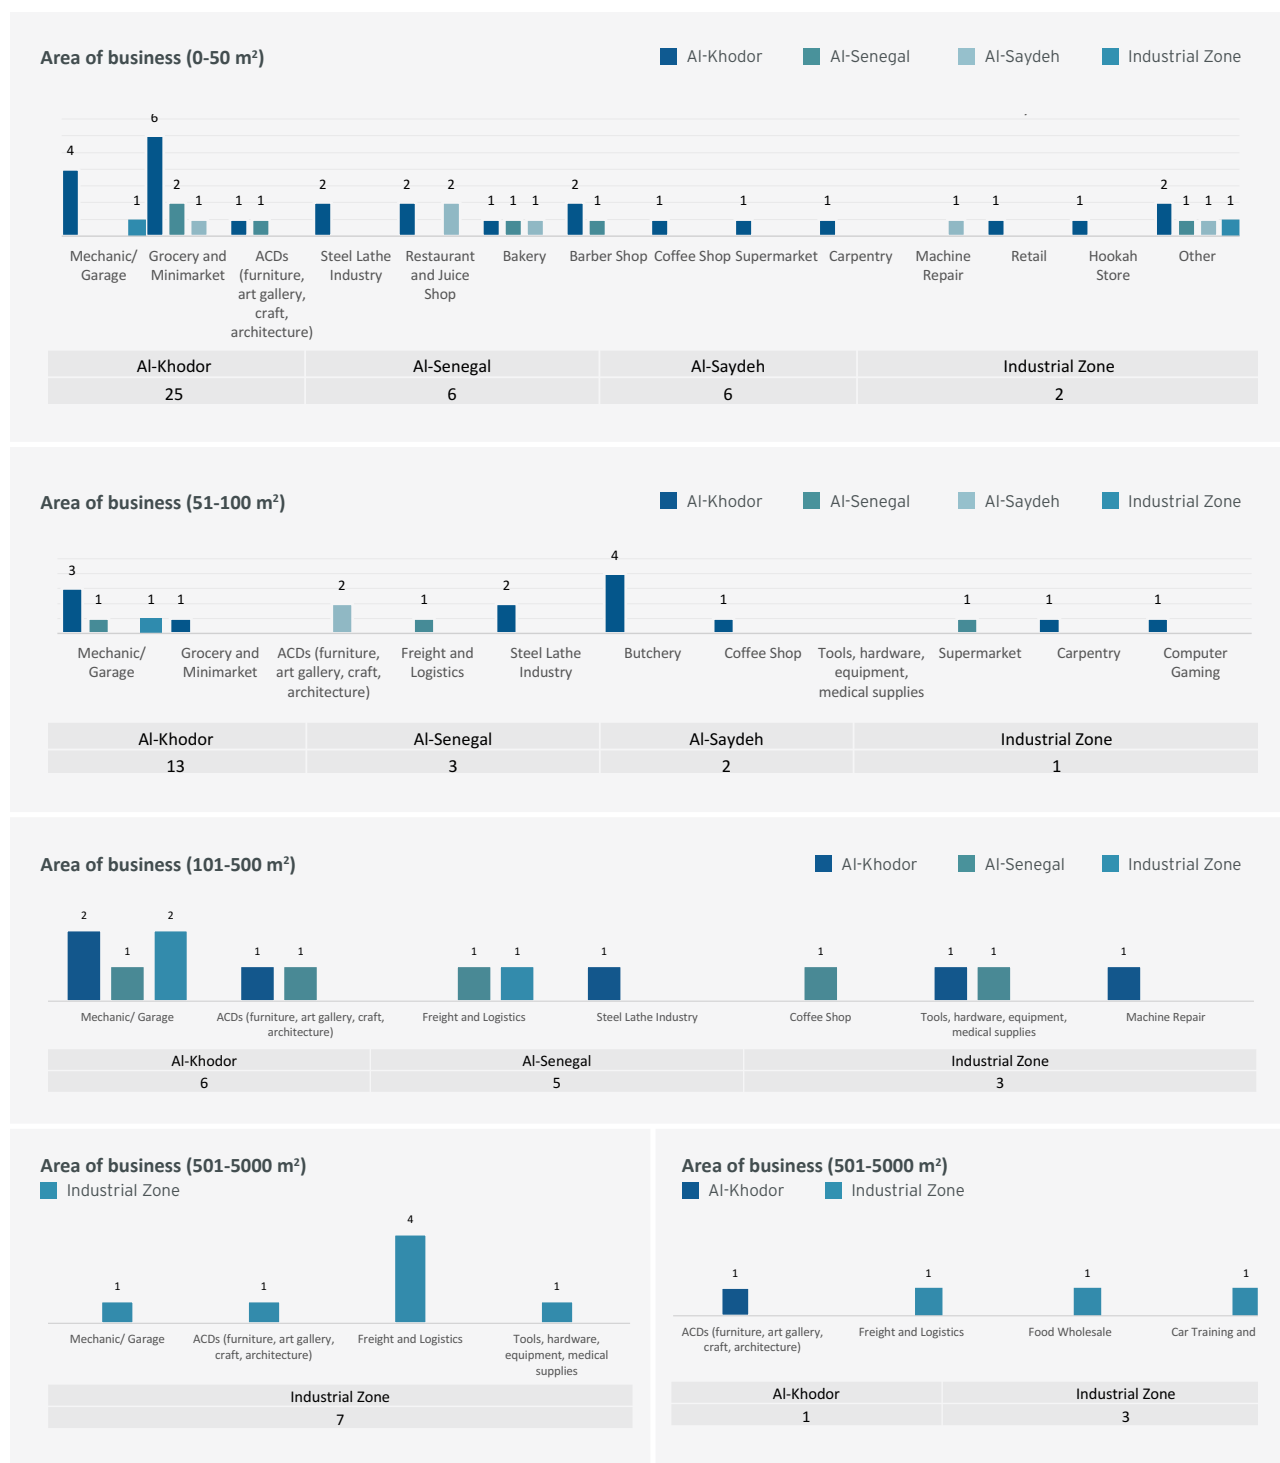 Area of business (0-50 m²)
Al-Khodor Al-Senegal Al-Saydeh Industrial Zone
4 1 6 2 1 1 1 2 2 2 1 1 1 2 1 1 1 1 1 1 1 2 1 1 1
Mechanic/ Garage
Grocery and Minimarket
ACDs (furniture, art gallery, craft, architecture)
Steel Lathe Industry
Restaurant and Juice Shop
Bakery
Barber Shop
Coffee Shop
Supermarket
Carpentry
Machine Repair
Retail
Hookah Store
Other
Al-Khodor Al-Senegal Al-Saydeh Industrial Zone
25 6 6 2
Area of business (51-100 m²)
Al-Khodor Al-Senegal Al-Saydeh Industrial Zone
3 1 1 1 2 1 2 4 1 1 1 1
Mechanic/ Garage
Grocery and Minimarket
ACDs (furniture, art gallery, craft, architecture)
Freight and Logistics
Steel Lathe Industry
Butchery
Coffee Shop
Tools, hardware, equipment, medical supplies
Supermarket
Carpentry
Computer Gaming
Al-Khodor Al-Senegal Al-Saydeh Industrial Zone
13 3 2 1
Area of business (101-500 m²)
Al-Khodor Al-Senegal Industrial Zone
2 1 2 1 1 1 1 1 1 1 1 1
Mechanic/ Garage
ACDs (furniture, art gallery, craft, architecture)
Freight and Logistics
Steel Lathe Industry
Coffee Shop
Tools, hardware, equipment, medical supplies
Machine Repair
Al-Khodor Al-Senegal Industrial Zone
6 5 3
Area of business (501-5000 m²)
Industrial Zone
1 1 4 1
Mechanic/ Garage
ACDs (furniture, art gallery, craft, architecture)
Freight and Logistics
Tools, hardware, equipment, medical supplies
Industrial Zone
7
Area of business (501-5000 m²)
Al-Khodor Industrial Zone
1 1 1 1
ACDs (furniture, art gallery, craft, architecture)
Freight and Logistics
Food Wholesale
Car Training and
Al-Khodor Industrial Zone
1 3